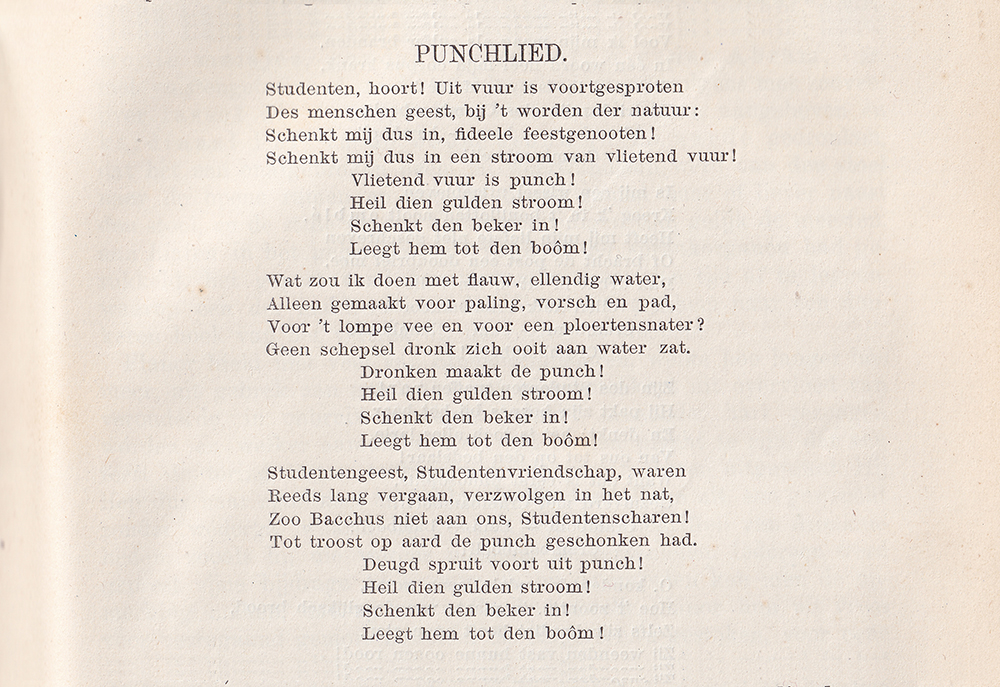 PUNCHLIED.
Studenten, hoort! Uit vuur is voortgesproten
Des menschen geest, bij 't worden der natuur:
Schenkt mij dus in, fideele feestgenooten!
Schenkt mij dus in een stroom van vlietend vuur!
Vlietend vuur is punch!
Heil dien gulden stroom!
Schenkt den beker in!
Leegt hem tot den boôm!
Wat zou ik doen met flauw, ellendig water,
Alleen gemaakt voor paling, vorsch en pad,
Voor 't lompe vee en voor een ploertensnater?
Geen schepsel dronk zich ooit aan water zat.
Dronken maakt de punch!
Heil dien gulden stroom!
Schenkt den beker in!
Leegt hem tot den boôm!
Studentengeest, Studentenvriendschap, waren
Reeds lang vergaan, verzwolgen in het nat,
Zoo Bacchus niet aan ons, Studentenscharen!
Tot troost op aard de punch geschonken had.
Deugd spruit voort uit punch!
Heil dien gulden stroom!
Schenkt den beker in!
Leegt hem tot den boôm!